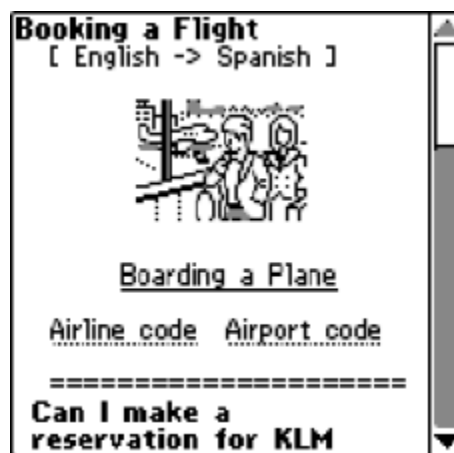 Booking a Flight
[ English -> Spanish ]
Boarding a Plane
Airline code Airport code
=====================
Can I make a
reservation for KLM